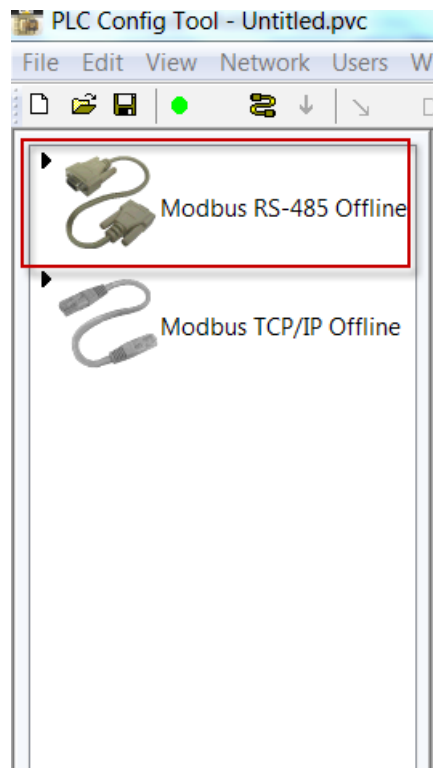 PLC Config Tool - Untitled.pvc
File Edit View Network Users W
Modbus RS-485 Offline
Modbus TCP/IP Offline